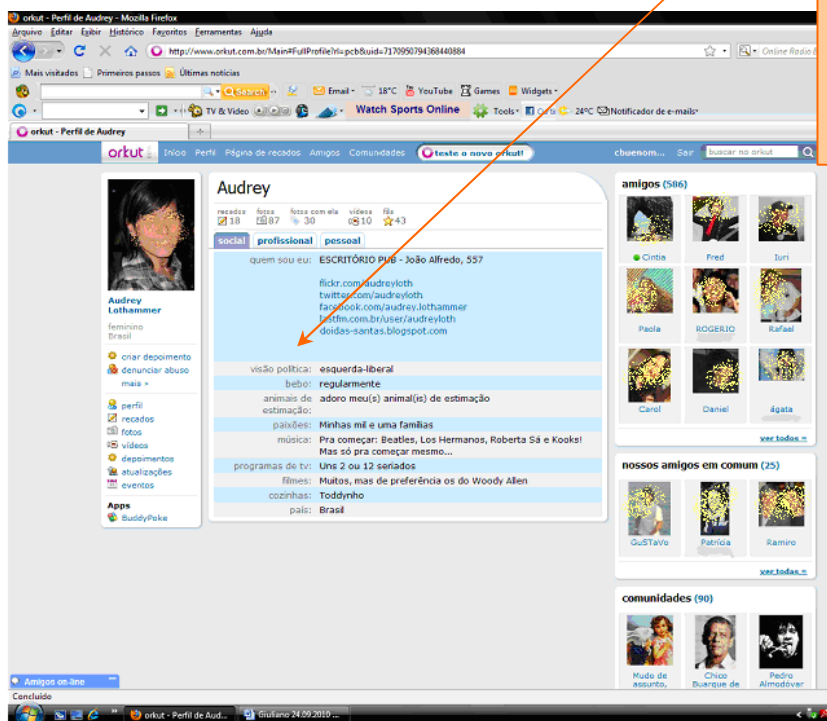 orkut - Perfil de Audrey - Mozilla Firefox
Arquivo Editar Exibir Histórico Favoritos Ferramentas Ajuda
http://www.orkut.com.br/Main#FullProfile?rl=pcb&uid=7170950794368440884
Online Radio
Mais visitados Primeiros passos Últimas notícias
Search Email 18°C YouTube Games Widgets
TV & Video Watch Sports Online Tools 24°C Notificador de e-mails
orkut - Perfil de Audrey
orkut Início Perfil Página de recados Amigos Comunidades teste o novo orkut! cbuenom... Sair buscar no orkut
Audrey
recados fotos fotos com ela vídeos fãs
18 87 30 10 43
social profissional pessoal
quem sou eu: ESCRITÓRIO PUB - João Alfredo, 557
flickr.com/audreyloth
twitter.com/audreyloth
facebook.com/audrey.lothammer
lastfm.com.br/user/audreyloth
doidas-santas.blogspot.com
visão política: esquerda-liberal
bebo: regularmente
animais de estimação: adoro meu(s) animal(is) de estimação
paixões: Minhas mil e uma famílias
música: Pra começar: Beatles, Los Hermanos, Roberta Sá e Kooks!
Mas só pra começar mesmo...
programas de tv: Uns 2 ou 12 seriados
filmes: Muitos, mas de preferência os do Woody Allen
cozinhas: Toddynho
país: Brasil
Audrey
Lothammer
feminino
Brasil
criar depoimento
denunciar abuso
mais »
perfil
recados
fotos
vídeos
depoimentos
atualizações
eventos
Apps
BuddyPoke
amigos (586)
Cintia Fred Iuri
Paola ROGERIO Rafael
Carol Daniel ágata
ver todos »
nossos amigos em comum (25)
GuSTaVo Patrícia Ramiro
ver todas »
comunidades (90)
Mudo de assunto, Chico Buarque de Pedro Almodóvar
Amigos on-line
Concluído
orkut - Perfil de Aud... Giuliano 24.09.2010 ...